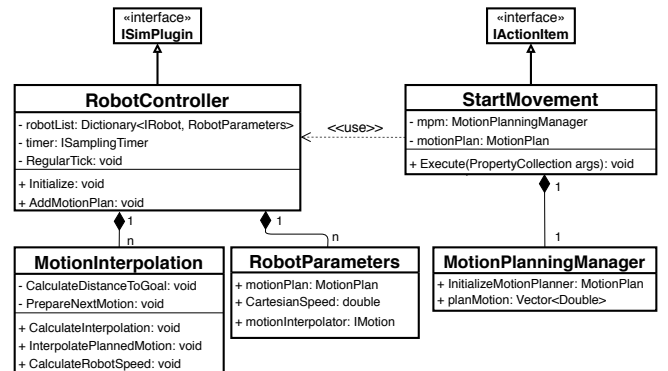 «interface»
ISimPlugin
«interface»
IActionItem
RobotController
- robotList: Dictionary<IRobot, RobotParameters>
- timer: ISamplingTimer
- RegularTick: void
+ Initialize: void
+ AddMotionPlan: void
<<use>>
StartMovement
- mpm: MotionPlanningManager
- motionPlan: MotionPlan
+ Execute(PropertyCollection args): void
1
n
1
n
1
1
MotionInterpolation
- CalculateDistanceToGoal: void
- PrepareNextMotion: void
+ CalculateInterpolation: void
+ InterpolatePlannedMotion: void
+ CalculateRobotSpeed: void
RobotParameters
+ motionPlan: MotionPlan
+ CartesianSpeed: double
+ motionInterpolator: IMotion
MotionPlanningManager
+ InitializeMotionPlanner: MotionPlan
+ planMotion: Vector<Double>